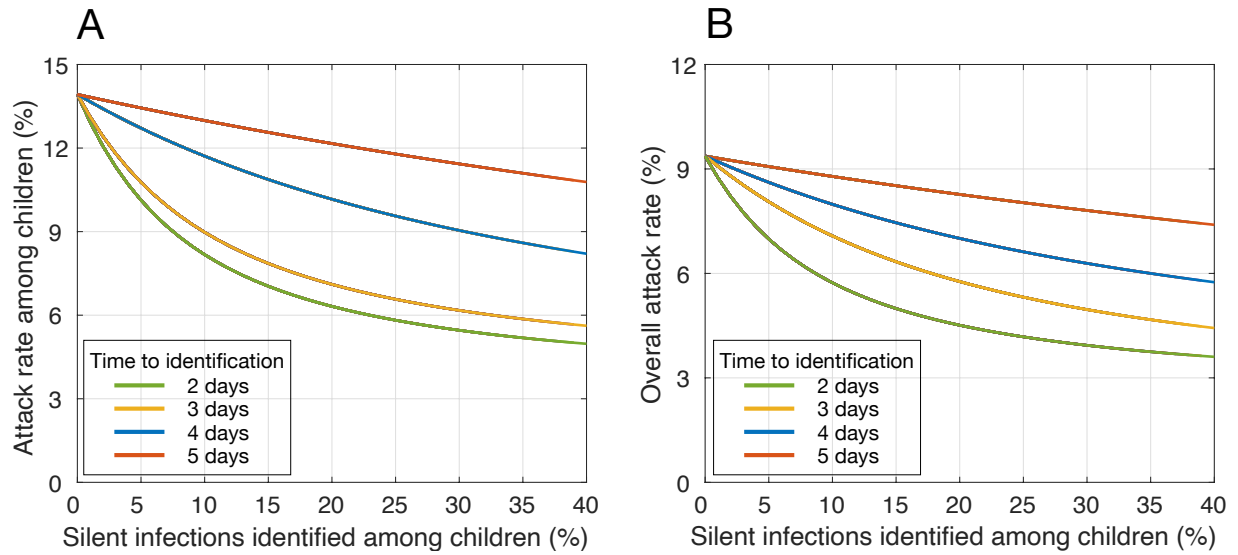 A
Attack rate among children (%)
15
12
9
6
3
0
Time to identification
2 days
3 days
4 days
5 days
0 5 10 15 20 25 30 35 40
Silent infections identified among children (%)
B
Overall attack rate (%)
12
9
6
3
0
Time to identification
2 days
3 days
4 days
5 days
0 5 10 15 20 25 30 35 40
Silent infections identified among children (%)